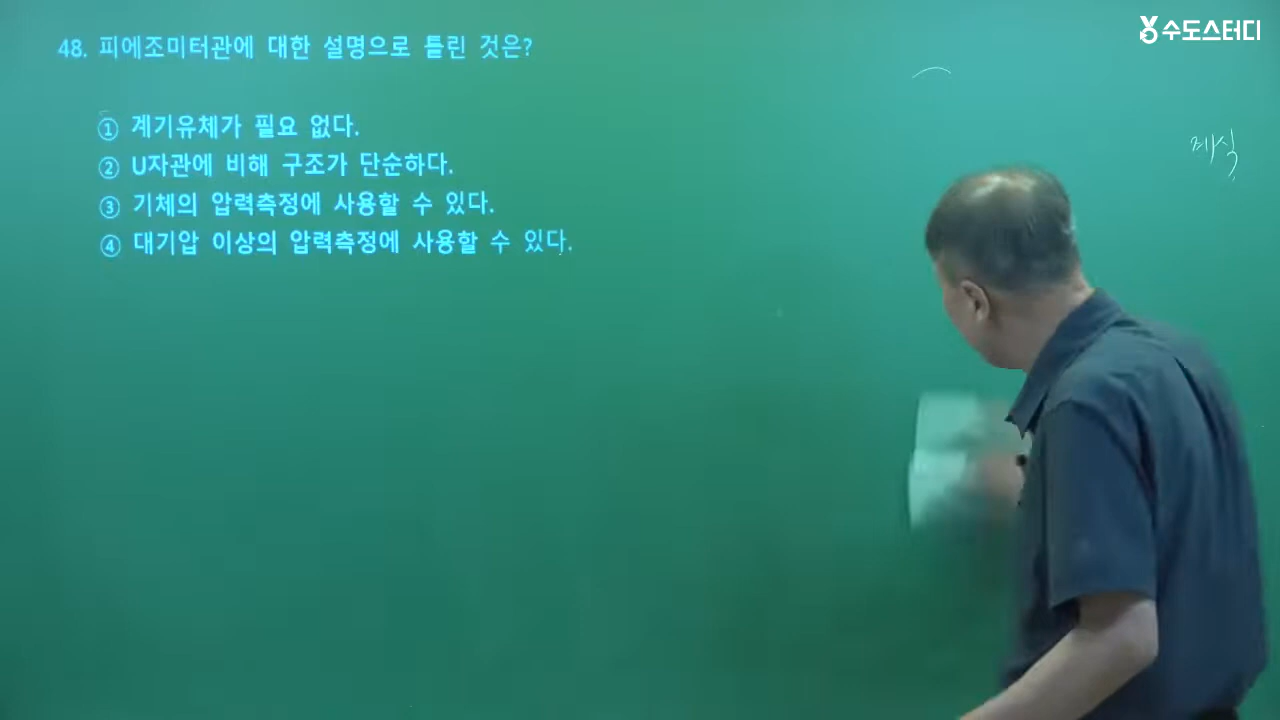 수도스터디
48. 피에조미터관에 대한 설명으로 틀린 것은?
① 계기유체가 필요 없다.
② U자관에 비해 구조가 단순하다.
③ 기체의 압력측정에 사용할 수 있다.
④ 대기압 이상의 압력측정에 사용할 수 있다.